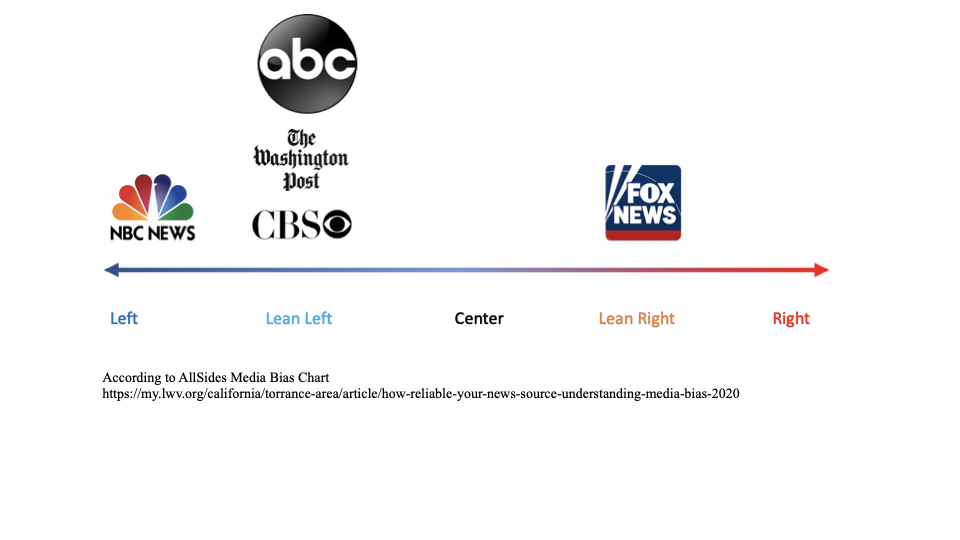 abc
The
Washington
Post
NBC NEWS
CBS
FOX
NEWS
Left
Lean Left
Center
Lean Right
Right
According to AllSides Media Bias Chart
https://my.lwv.org/california/torrance-area/article/how-reliable-your-news-source-understanding-media-bias-2020